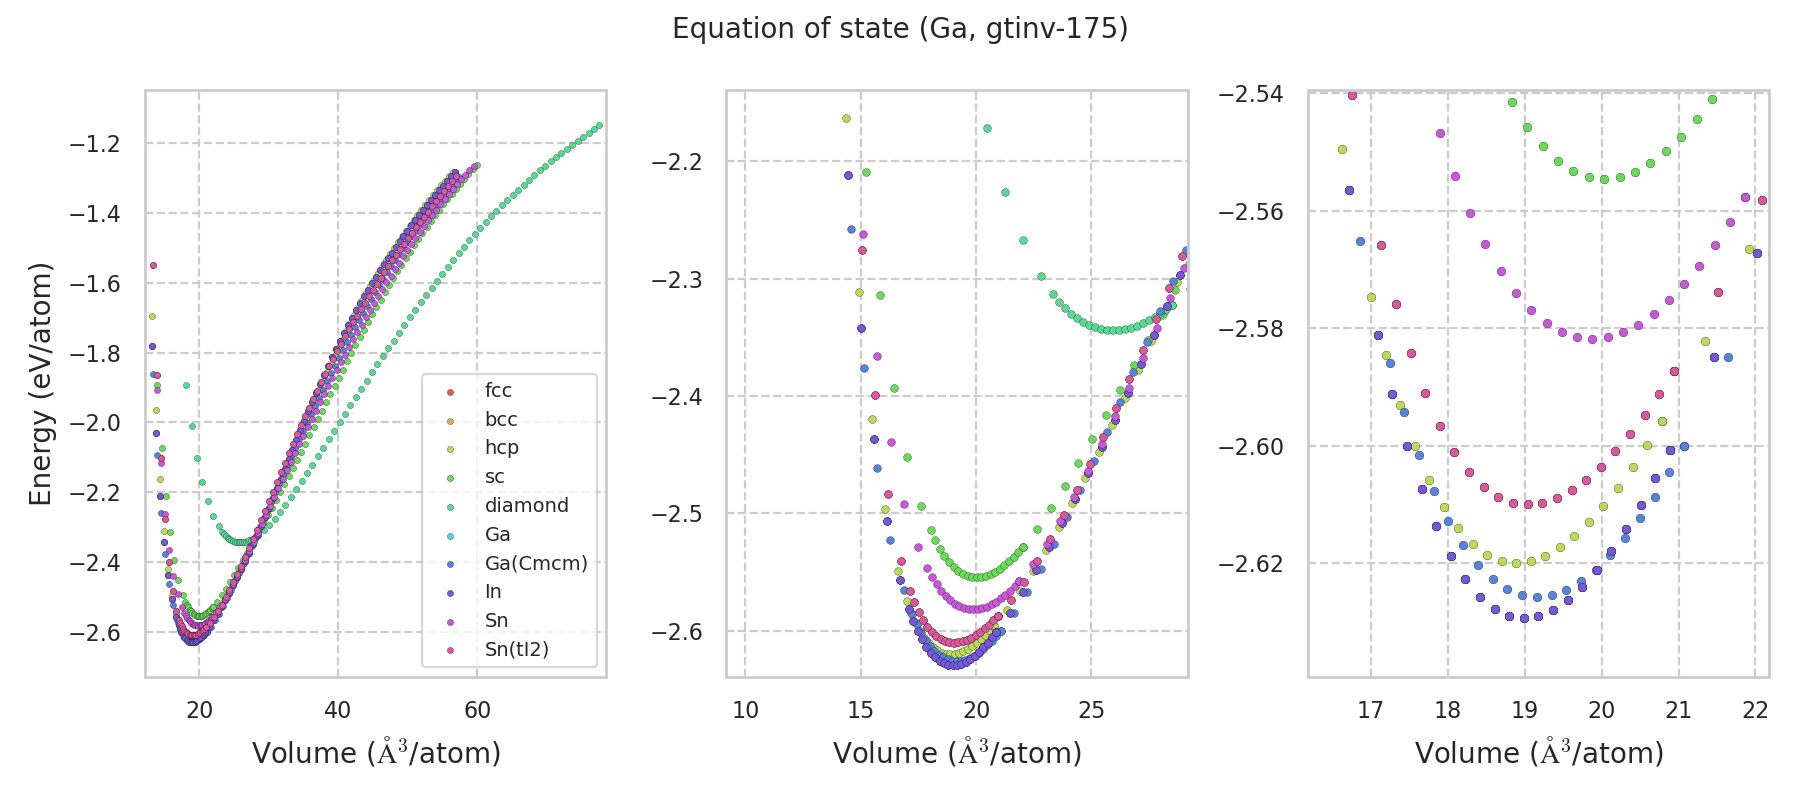 Equation of state (Ga, gtinv-175)
Energy (eV/atom)
−1.2
−1.4
−1.6
−1.8
−2.0
−2.2
−2.4
−2.6
20 40 60
Volume (Å³/atom)
fcc
bcc
hcp
sc
diamond
Ga
Ga(Cmcm)
In
Sn
Sn(tI2)
−2.2
−2.3
−2.4
−2.5
−2.6
10 15 20 25
Volume (Å³/atom)
−2.54
−2.56
−2.58
−2.60
−2.62
17 18 19 20 21 22
Volume (Å³/atom)